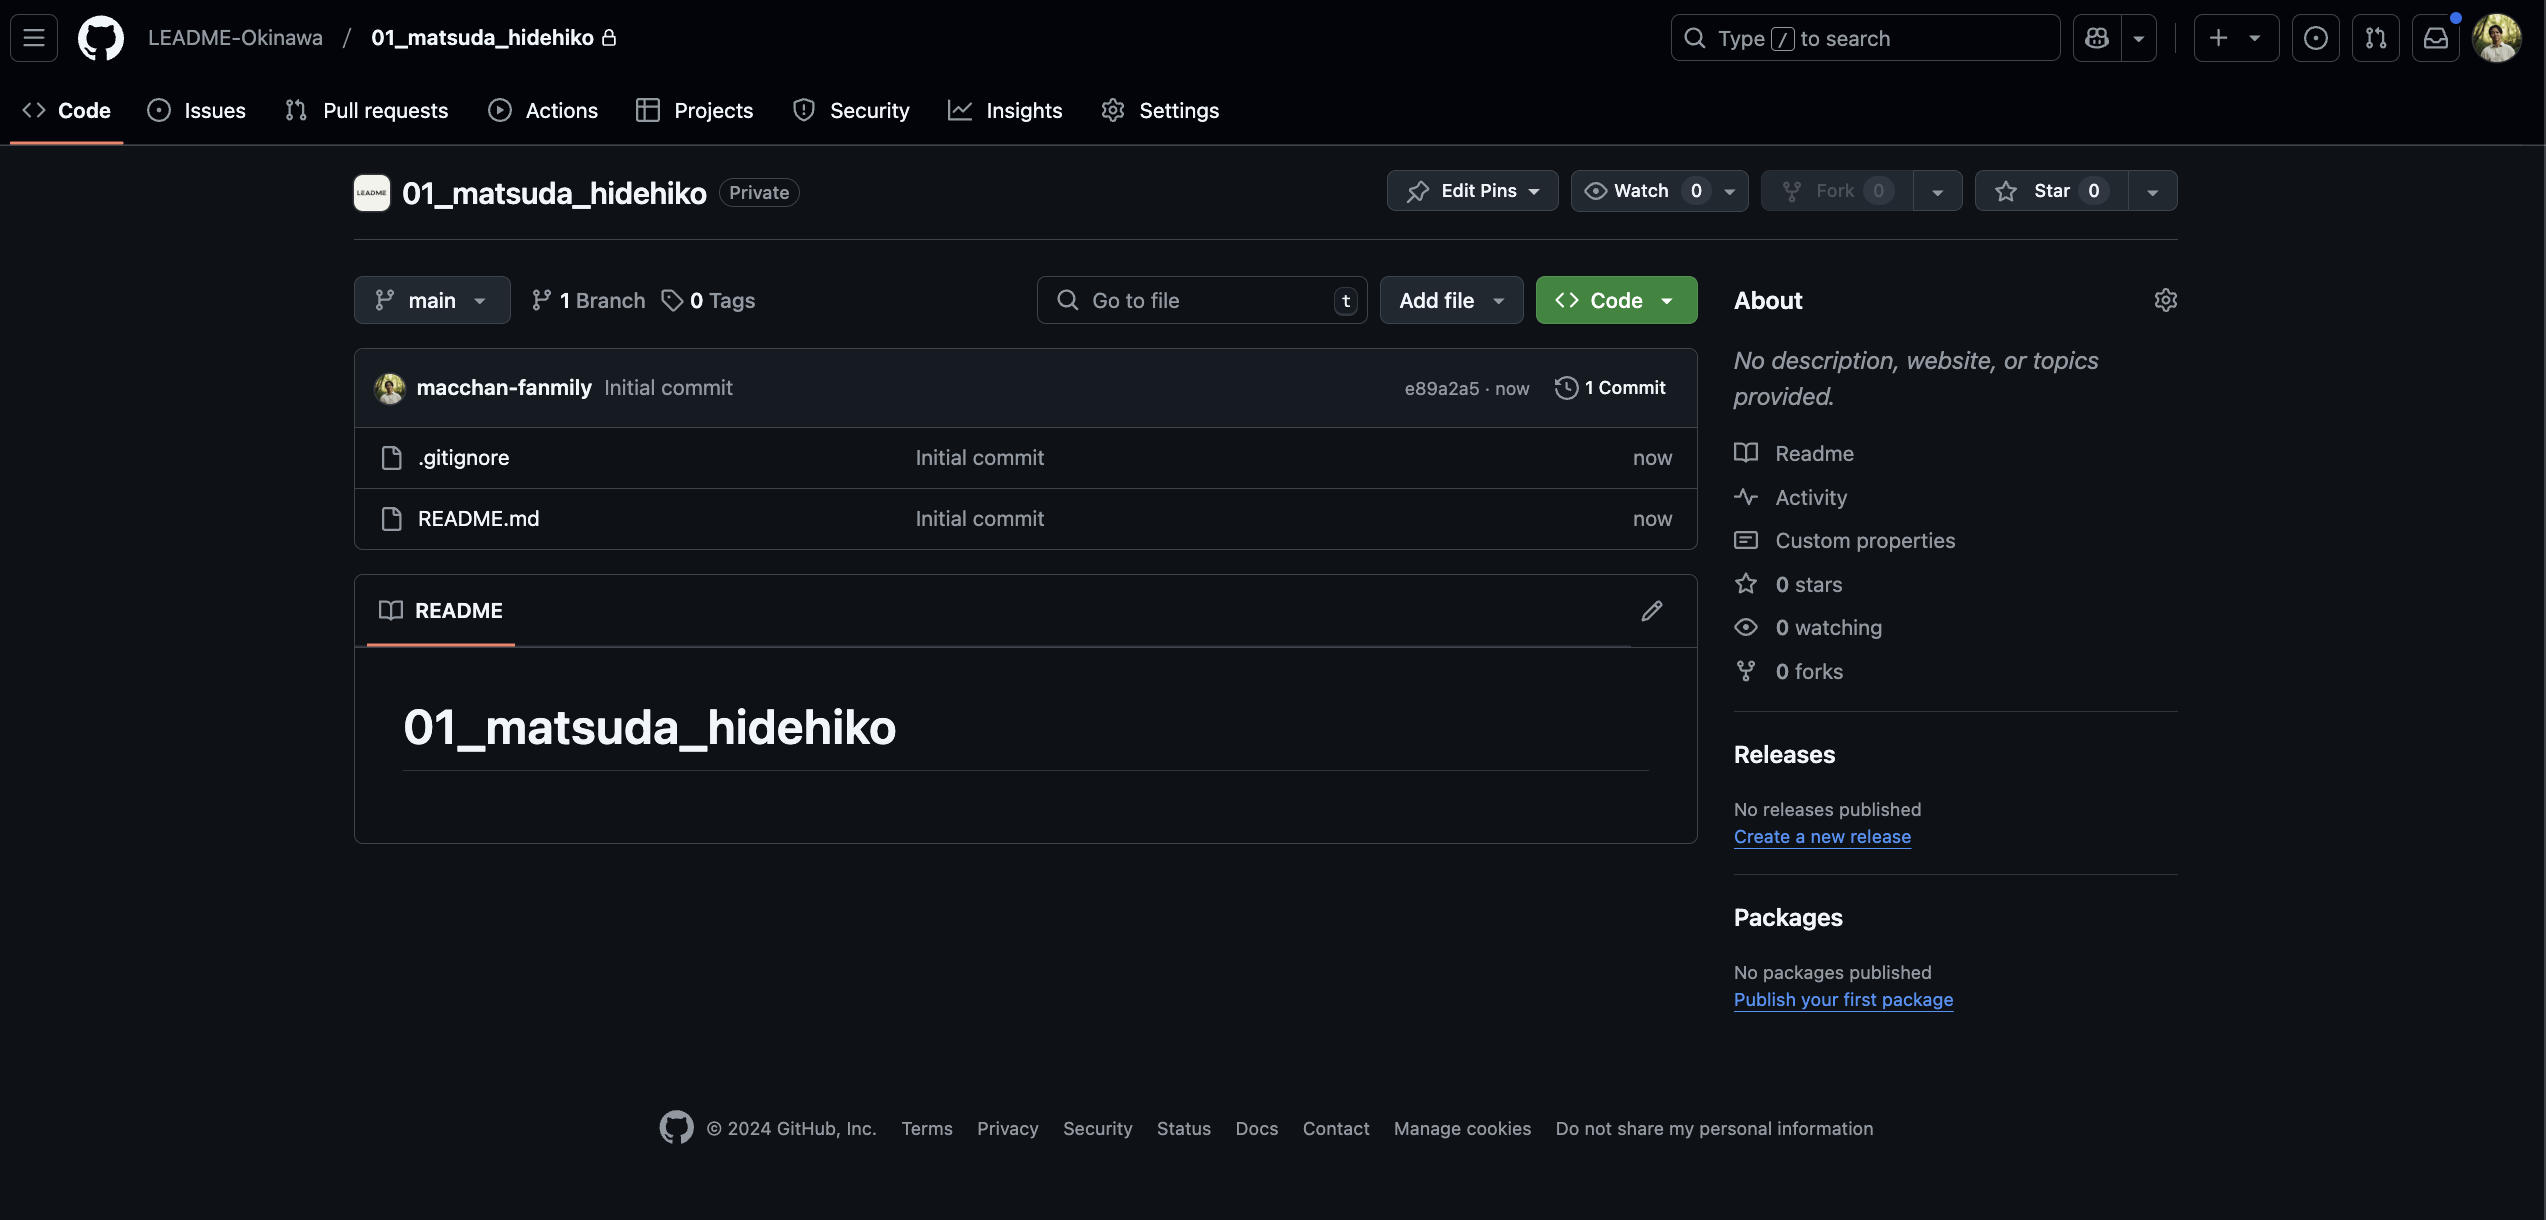 LEADME-Okinawa / 01_matsuda_hidehiko
Type / to search
Code Issues Pull requests Actions Projects Security Insights Settings
LEADME 01_matsuda_hidehiko Private
Edit Pins Watch 0 Fork 0 Star 0
main 1 Branch 0 Tags
Go to file t Add file Code
macchan-fanmily Initial commit e89a2a5 · now 1 Commit
.gitignore Initial commit now
README.md Initial commit now
README
01_matsuda_hidehiko
About
No description, website, or topics
provided.
Readme
Activity
Custom properties
0 stars
0 watching
0 forks
Releases
No releases published
Create a new release
Packages
No packages published
Publish your first package
© 2024 GitHub, Inc. Terms Privacy Security Status Docs Contact Manage cookies Do not share my personal information